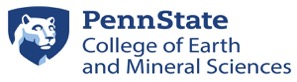 PennState
College of Earth
and Mineral Sciences